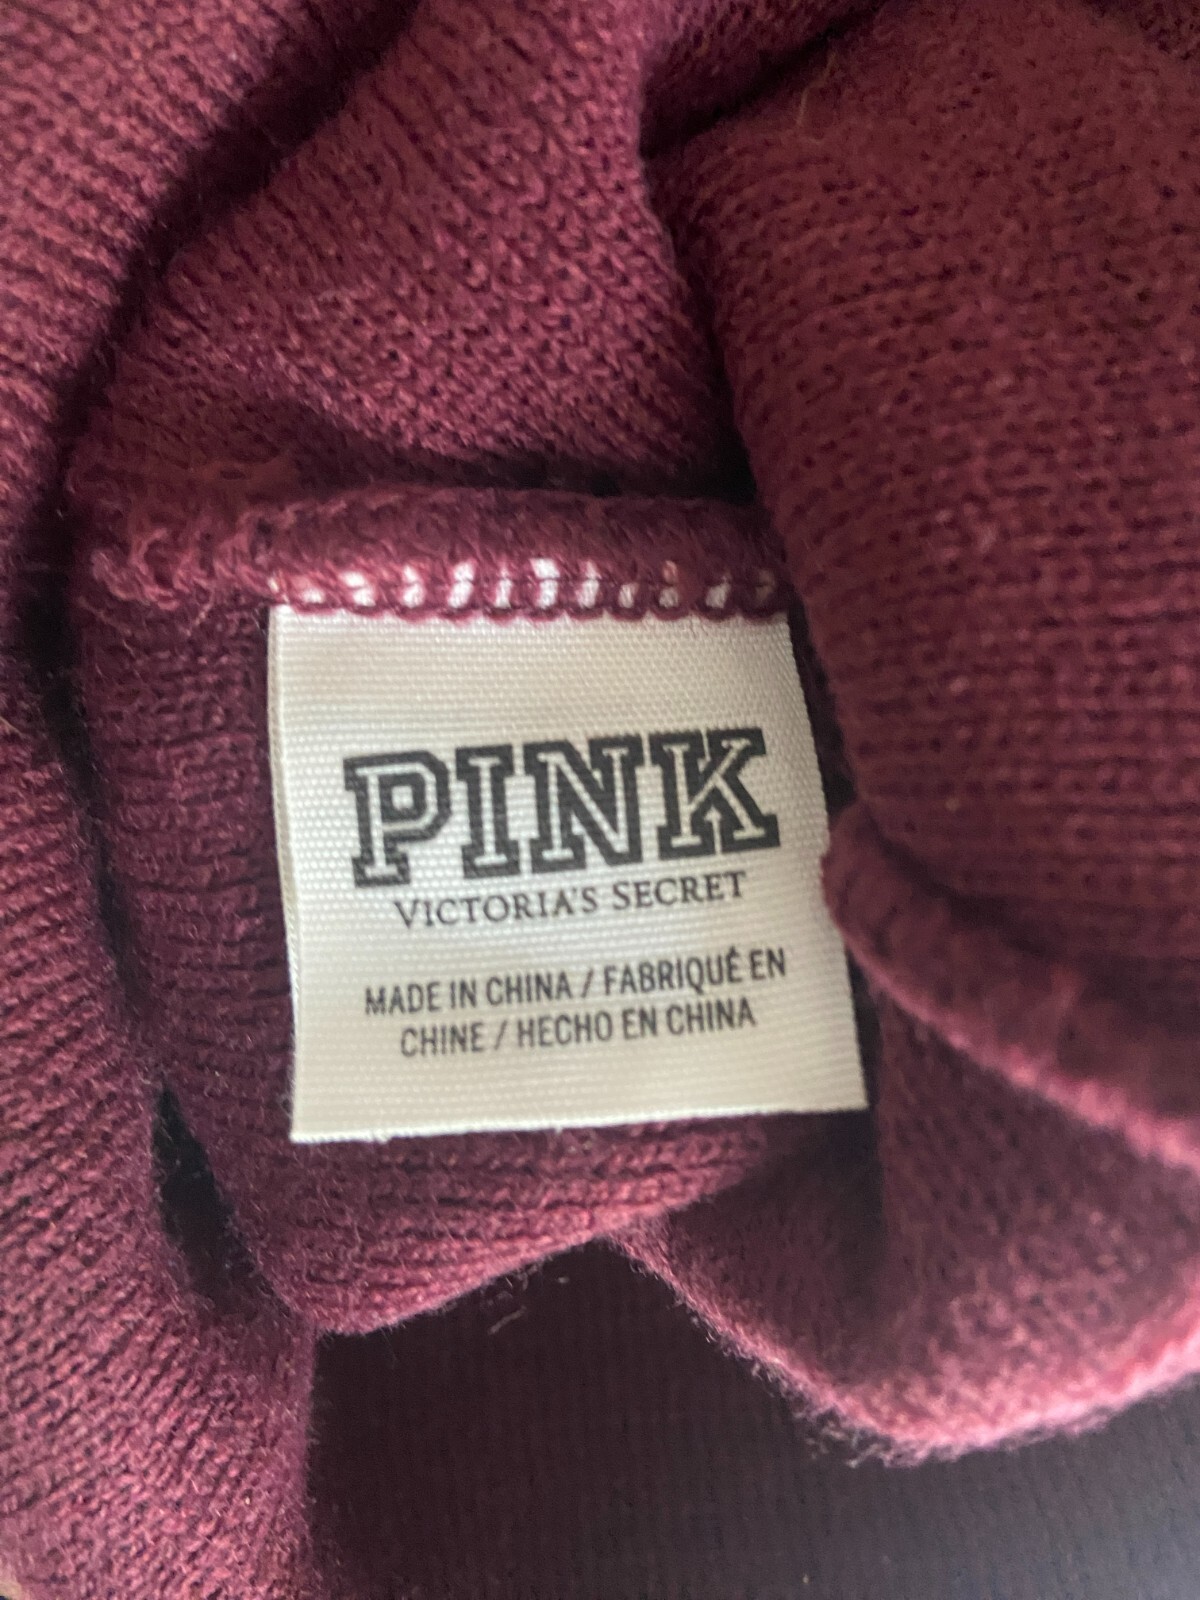 PINK
VICTORIA'S SECRET
MADE IN CHINA / FABRIQUÉ EN
CHINE / HECHO EN CHINA